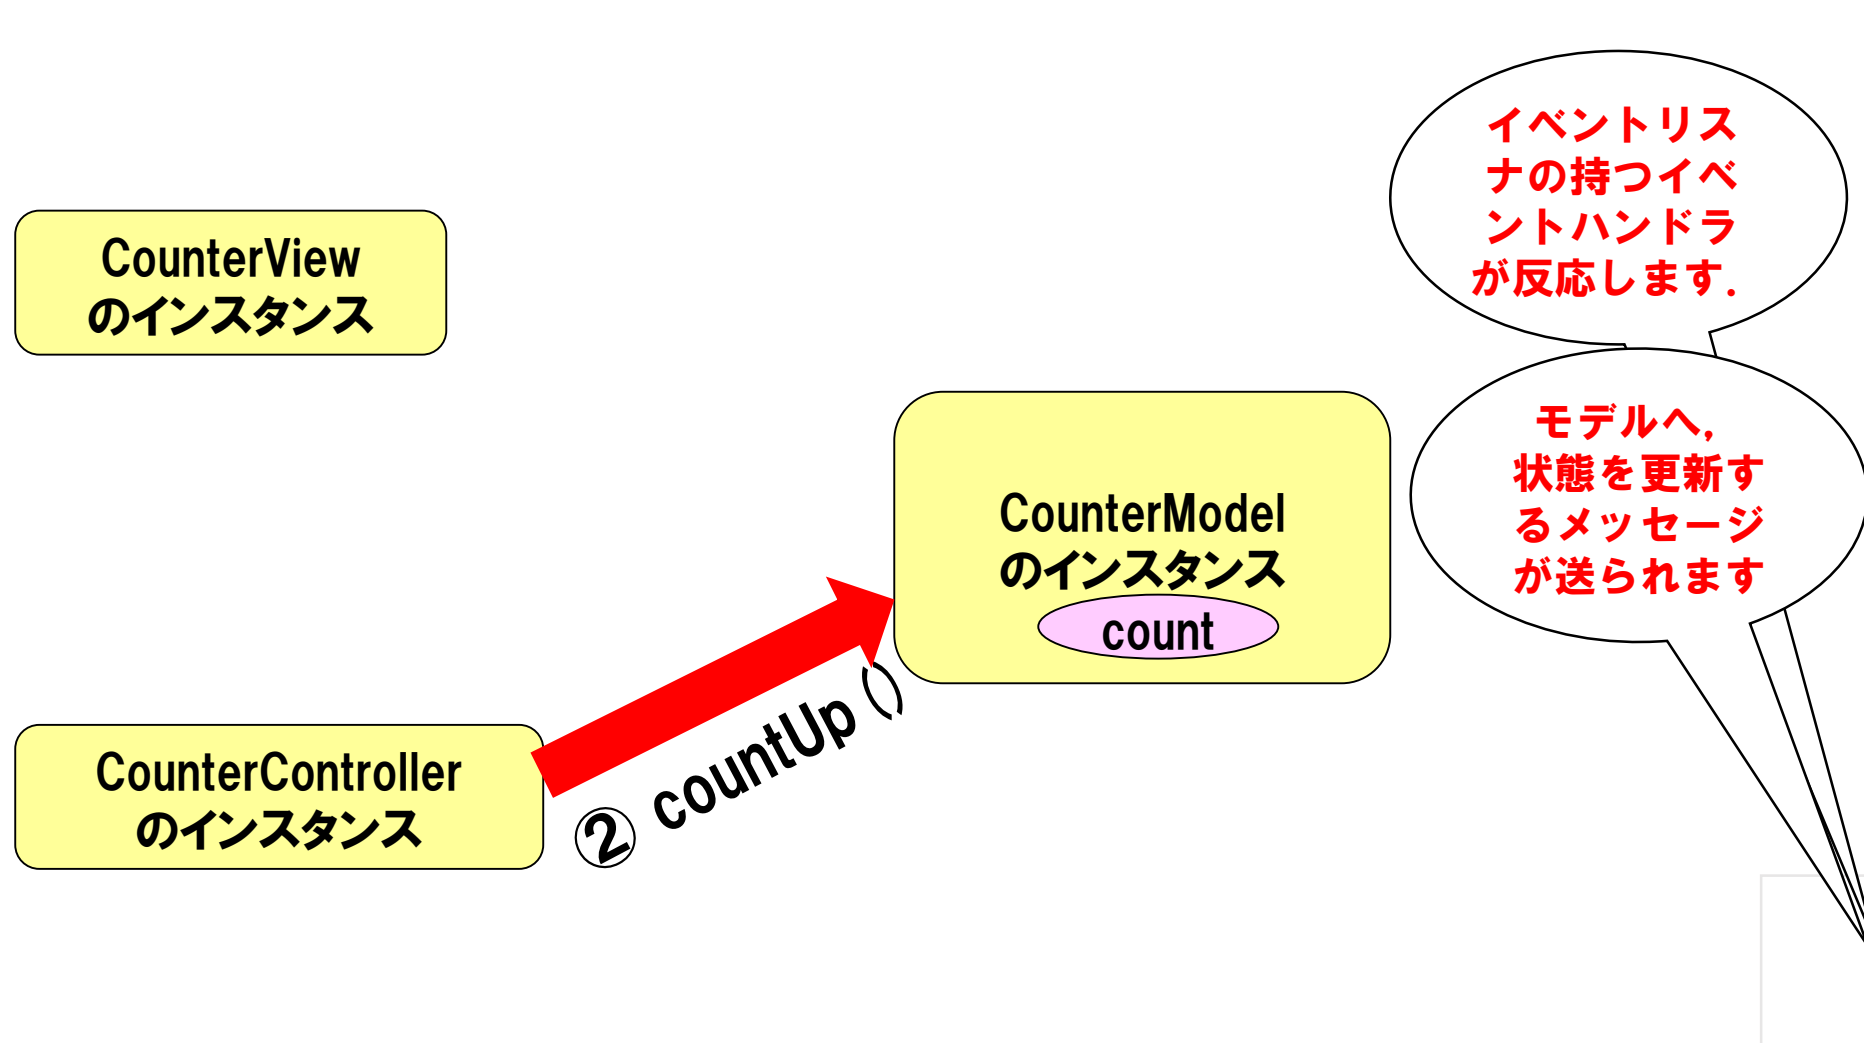 イベントリス
ナの持つイベ
ントハンドラ
が反応します.
CounterView
のインスタンス
モデルへ,
状態を更新す
るメッセージ
が送られます
CounterModel
のインスタンス
count
② countUp ()
CounterController
のインスタンス